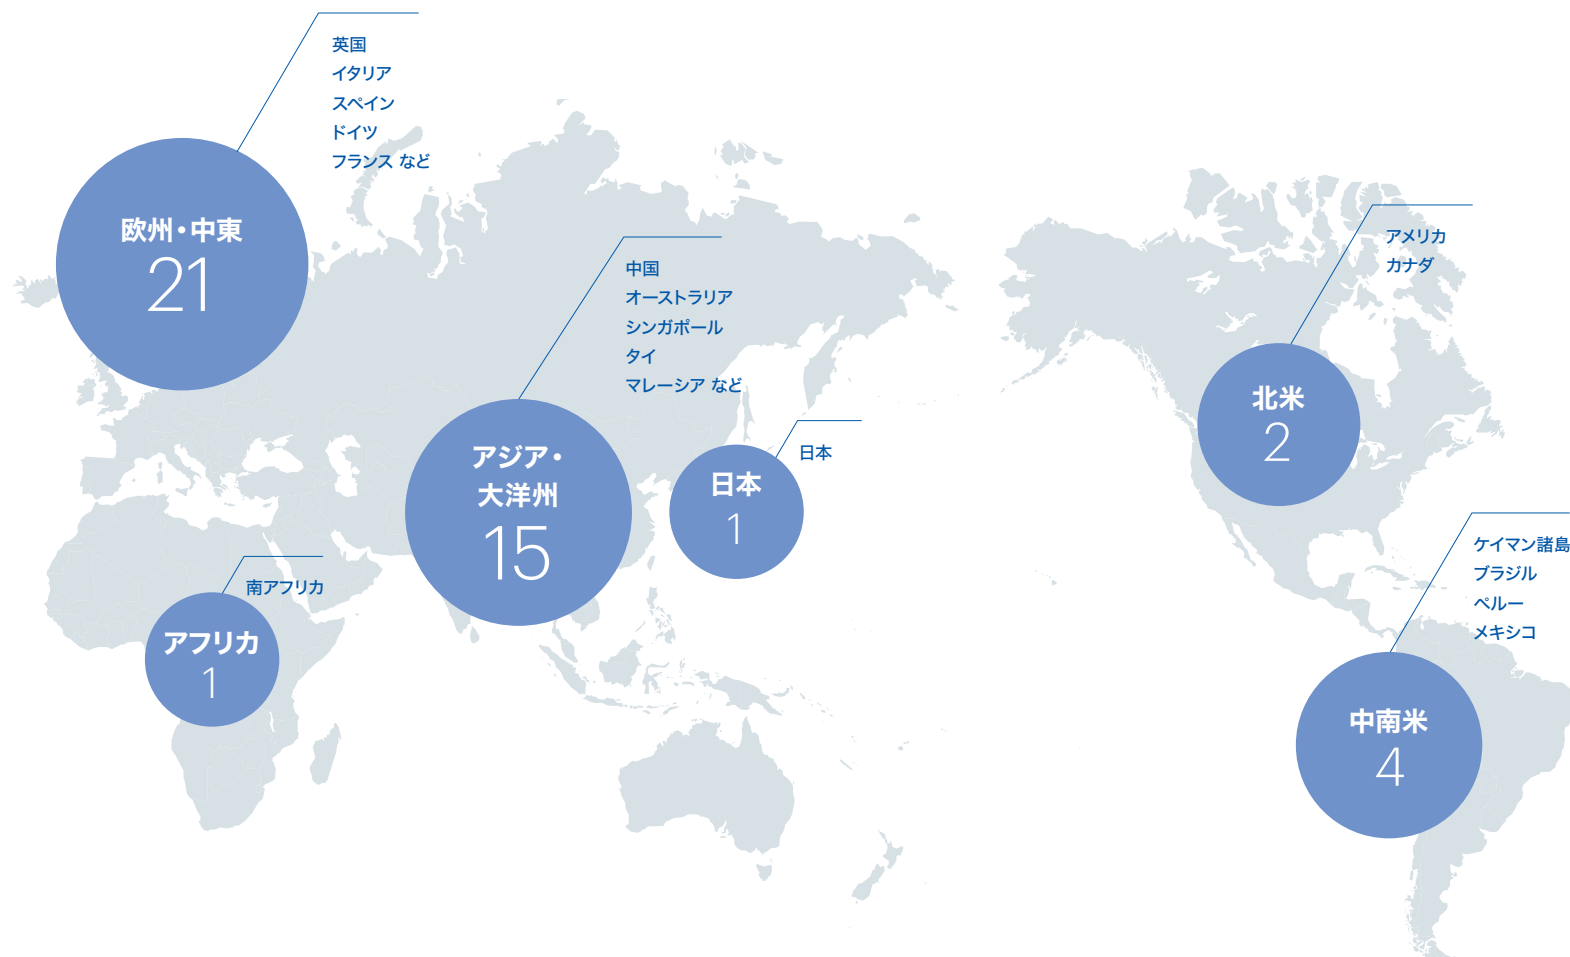 英国
イタリア
スペイン
ドイツ
フランス など
欧州・中東
21
中国
オーストラリア
シンガポール
タイ
マレーシア など
アジア・
大洋州
15
日本
日本
1
南アフリカ
アフリカ
1
アメリカ
カナダ
北米
2
ケイマン諸島
ブラジル
ペルー
メキシコ
中南米
4